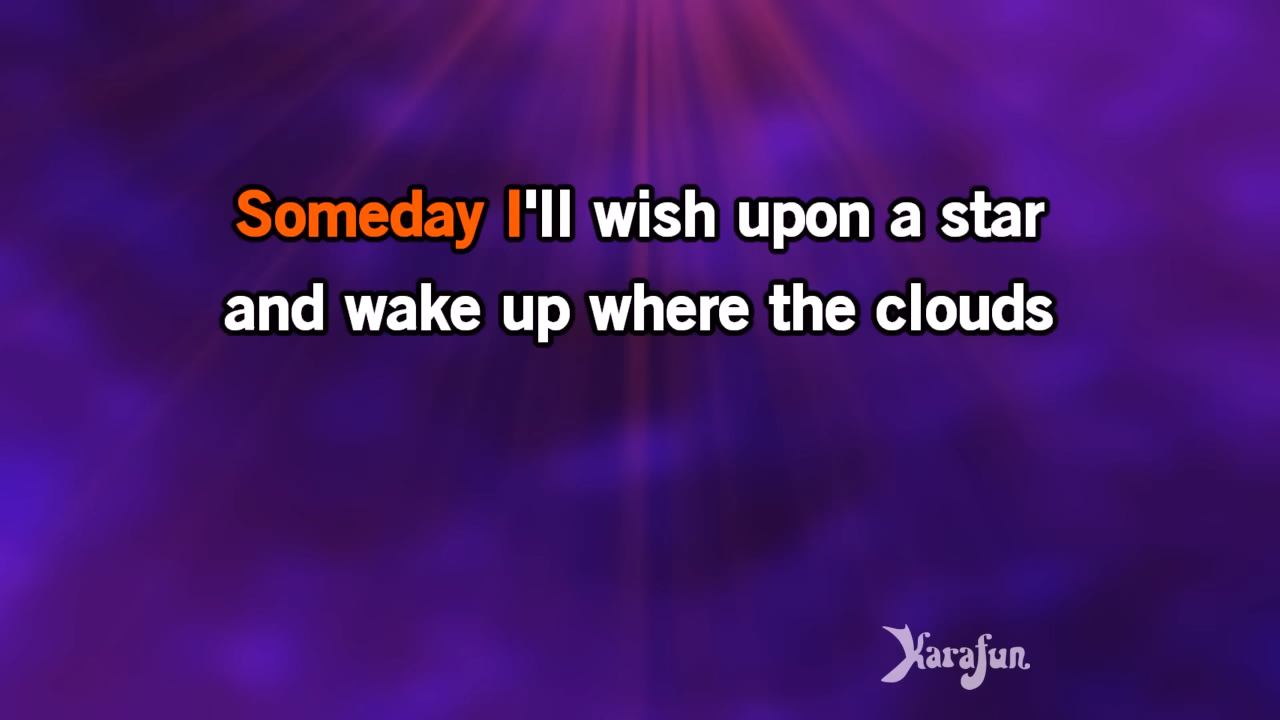 Someday I'll wish upon a star
and wake up where the clouds
Karafun